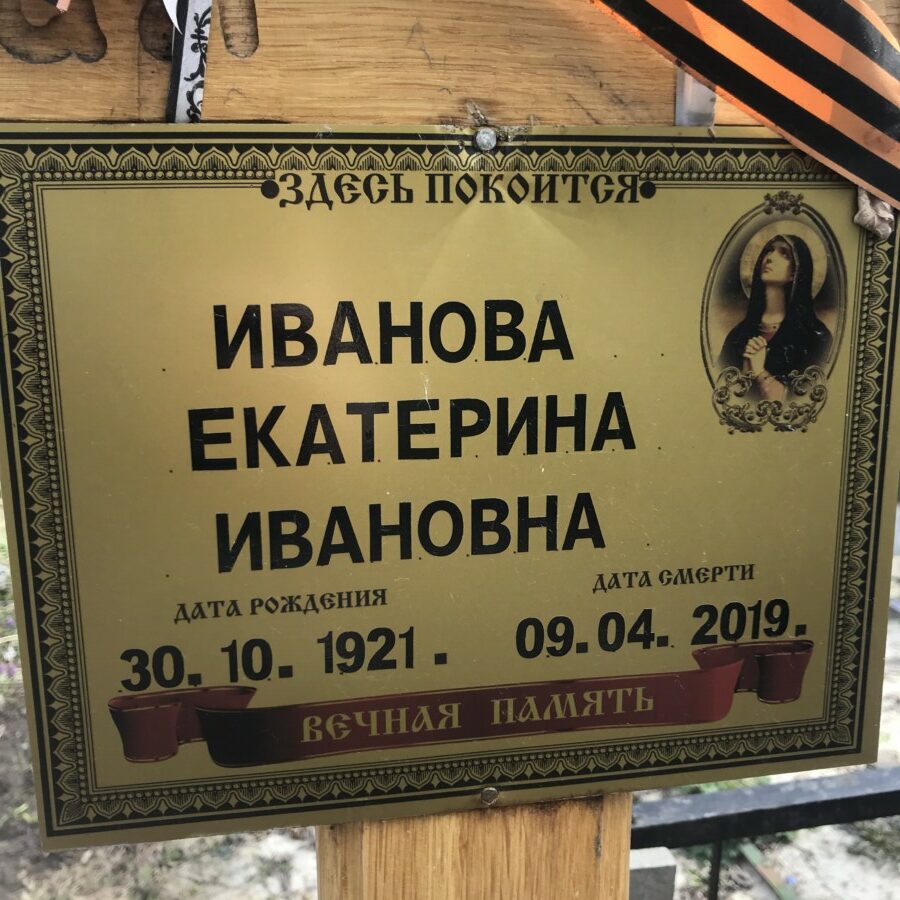 ЗДЕСЬ ПОКОИТСЯ
ИВАНОВА
ЕКАТЕРИНА
ИВАНОВНА
ДАТА РОЖДЕНИЯ
30. 10. 1921.
ДАТА СМЕРТИ
09. 04. 2019.
ВЕЧНАЯ ПАМЯТЬ